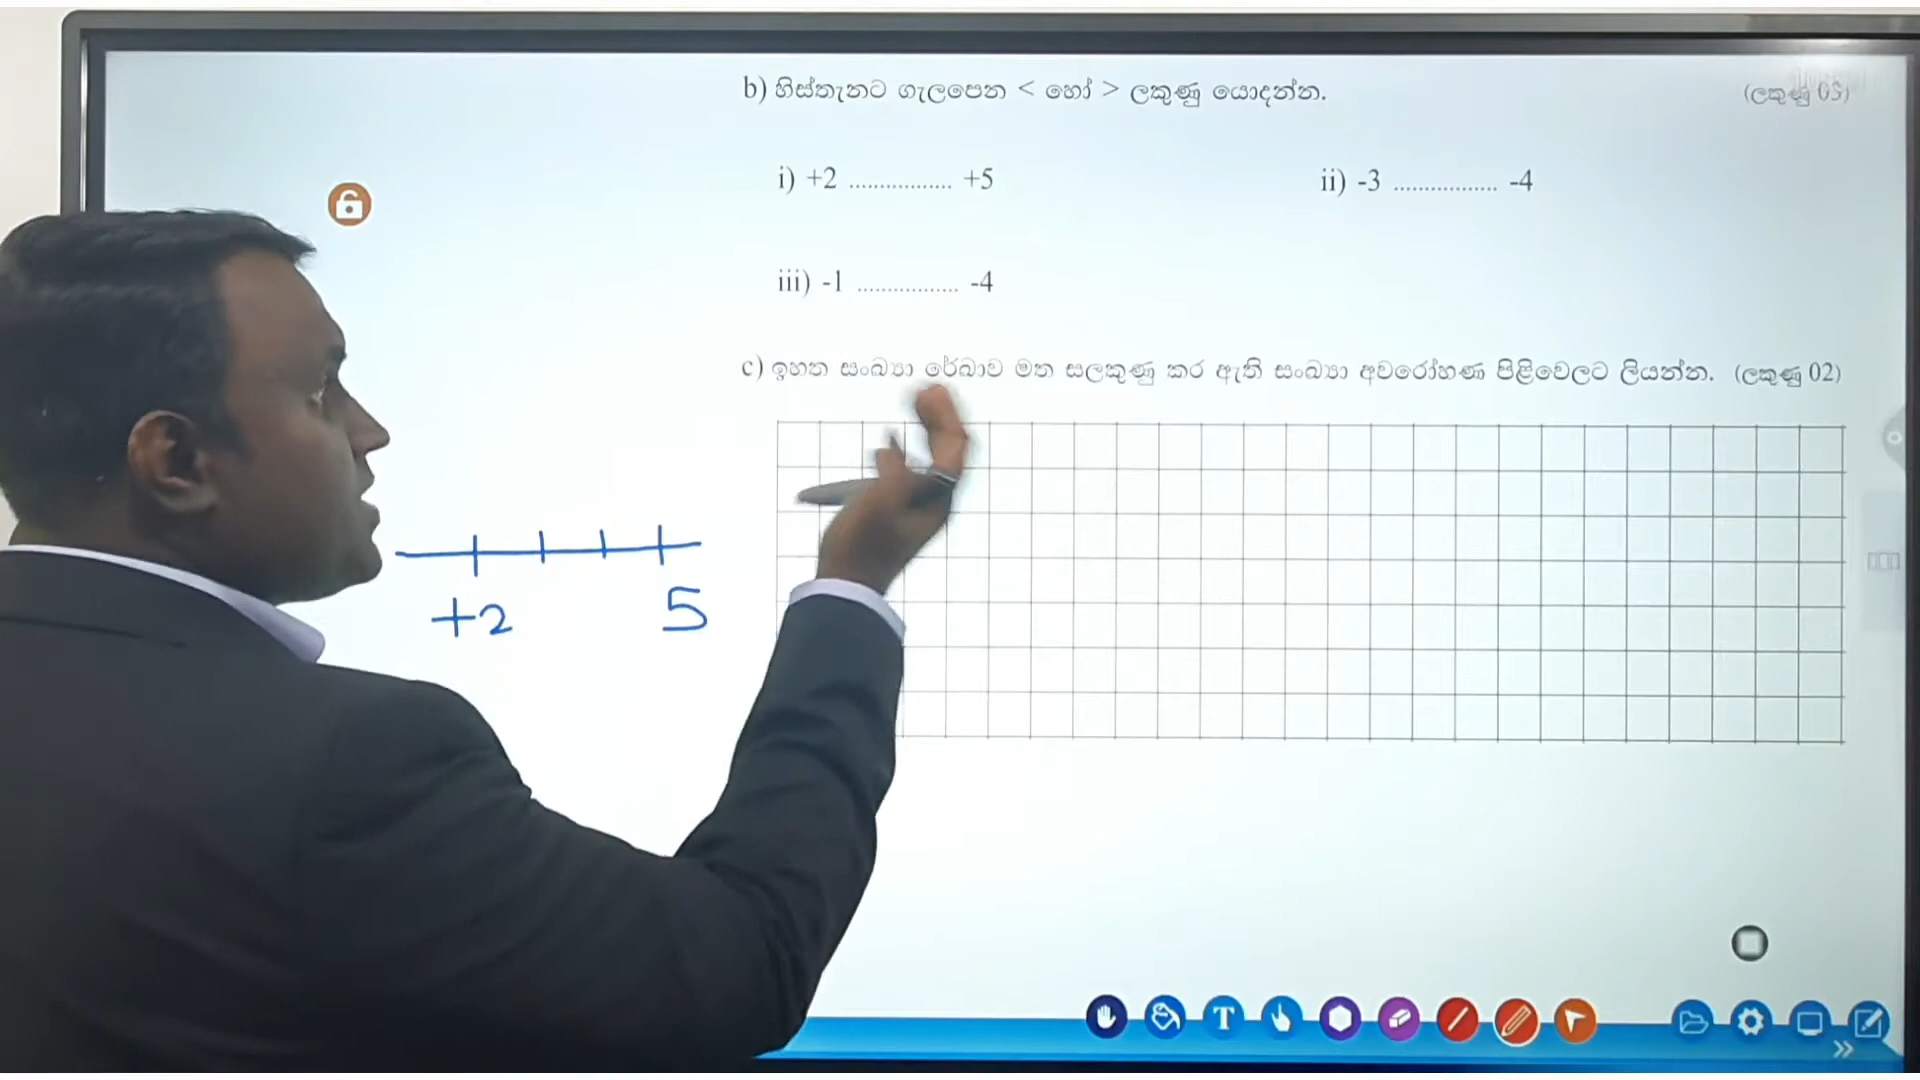 b) හිස්තැනට ගැලපෙන < හෝ > ලකුණු යොදන්න. (ලකුණු 03)
i) +2 ................. +5 ii) -3 ................. -4
iii) -1 ................. -4
c) ඉහත සංඛ්‍යා රේඛාව මත සලකුණු කර ඇති සංඛ්‍යා අවරෝහණ පිළිවෙලට ලියන්න. (ලකුණු 02)
+2 5
T